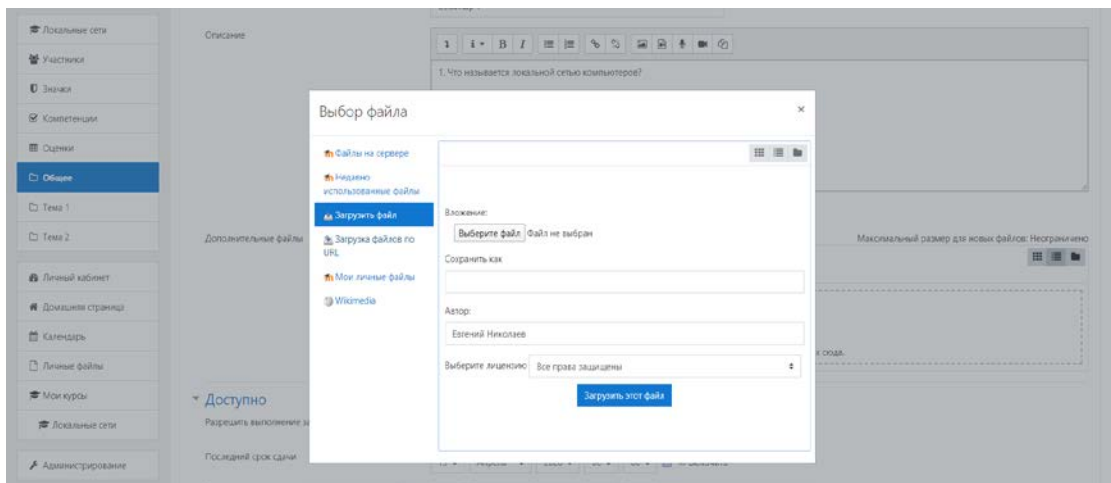 Локальные сети
Участники
Значки
Компетенции
Оценки
Общее
Тема 1
Тема 2
Личный кабинет
Домашняя страница
Календарь
Личные файлы
Мои курсы
Локальные сети
Администрирование
Описание
B I
1. Что называется локальной сетью компьютеров?
Дополнительные файлы
Максимальный размер для новых файлов: Неограничено
сюда.
Доступно
Разрешить выполнение
Последний срок сдачи
Выбор файла
×
Файлы на сервере
Недавно
использованные файлы
Загрузить файл
Загрузка файлов по
URL
Мои личные файлы
Wikimedia
Вложение:
Выберите файл Файл не выбран
Сохранить как
Автор:
Евгений Николаев
Выберите лицензию Все права защищены
Загрузить этот файл